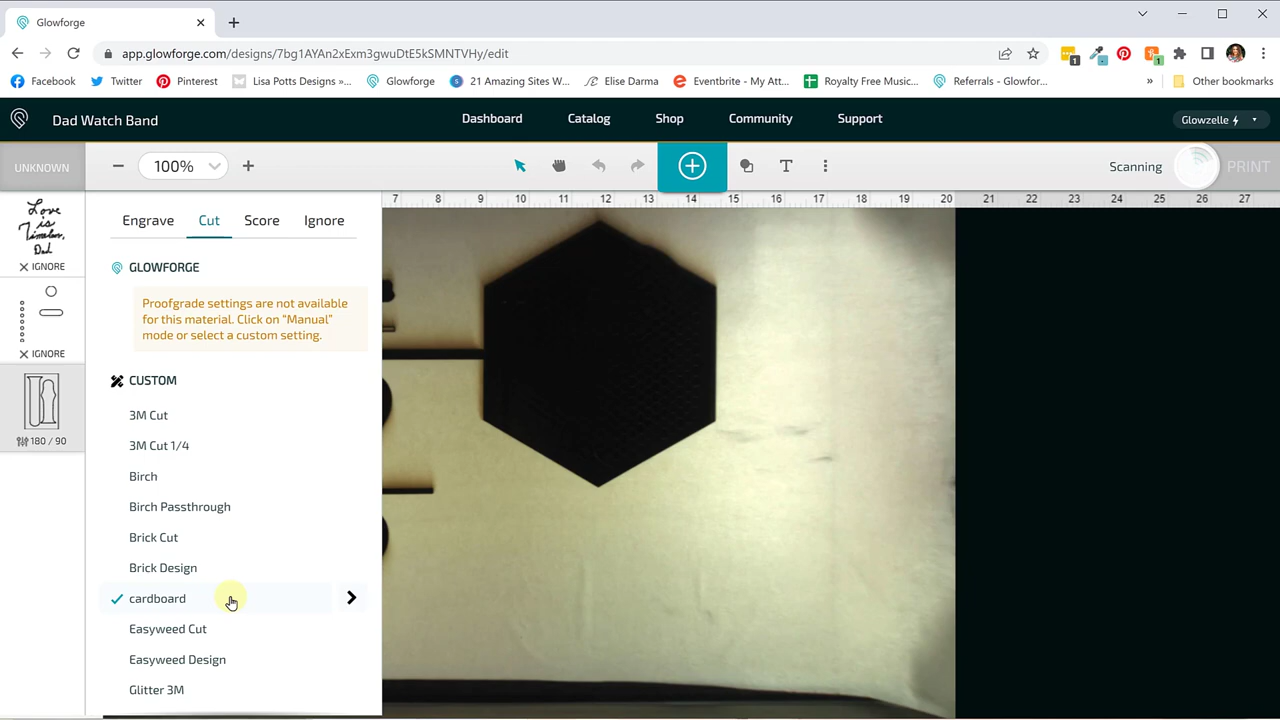 Glowforge
app.glowforge.com/designs/7bg1AYAn2xExm3gwuDtE5kSMNTVHy/edit
1
1
Facebook
Twitter
Pinterest
Lisa Potts Designs »...
Glowforge
21 Amazing Sites W...
Elise Darma
Eventbrite - My Att...
Royalty Free Music...
Referrals - Glowfor...
»
Other bookmarks
Dad Watch Band
Dashboard
Catalog
Shop
Community
Support
Glowzelle
UNKNOWN
100%
T
Scanning
PRINT
7 8 9 10 11 12 13 14 15 16 17 18 19 20 21 22 23 24 25 26 27
Love
is
Timeless,
Dad
IGNORE
IGNORE
180 / 90
Engrave
Cut
Score
Ignore
GLOWFORGE
Proofgrade settings are not available
for this material. Click on "Manual"
mode or select a custom setting.
CUSTOM
3M Cut
3M Cut 1/4
Birch
Birch Passthrough
Brick Cut
Brick Design
cardboard
Easyweed Cut
Easyweed Design
Glitter 3M